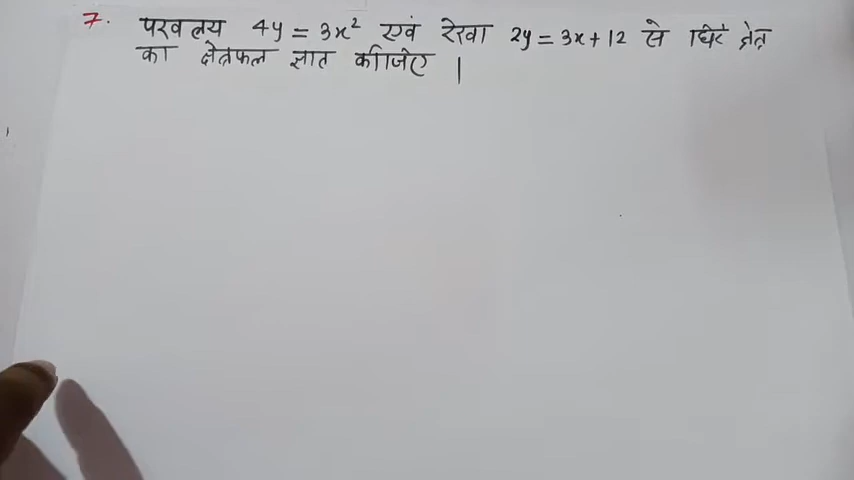 7. परवलय 4y = 3x² एवं रेखा 2y = 3x + 12 से घिरे क्षेत्र
का क्षेत्रफल ज्ञात कीजिए |